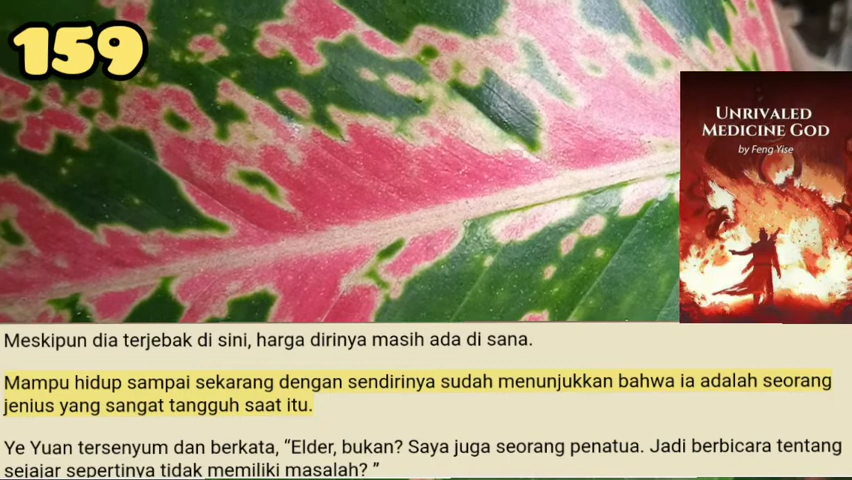 159
UNRIVALED
MEDICINE GOD
by Feng Yise
Meskipun dia terjebak di sini, harga dirinya masih ada di sana.
Mampu hidup sampai sekarang dengan sendirinya sudah menunjukkan bahwa ia adalah seorang
jenius yang sangat tangguh saat itu.
Ye Yuan tersenyum dan berkata, “Elder, bukan? Saya juga seorang penatua. Jadi berbicara tentang
sejajar sepertinya tidak memiliki masalah? ”